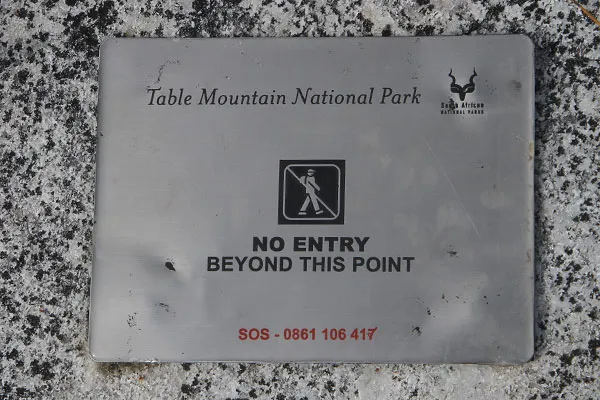 Table Mountain National Park
South African
NATIONAL PARKS
NO ENTRY
BEYOND THIS POINT
SOS - 0861 106 417